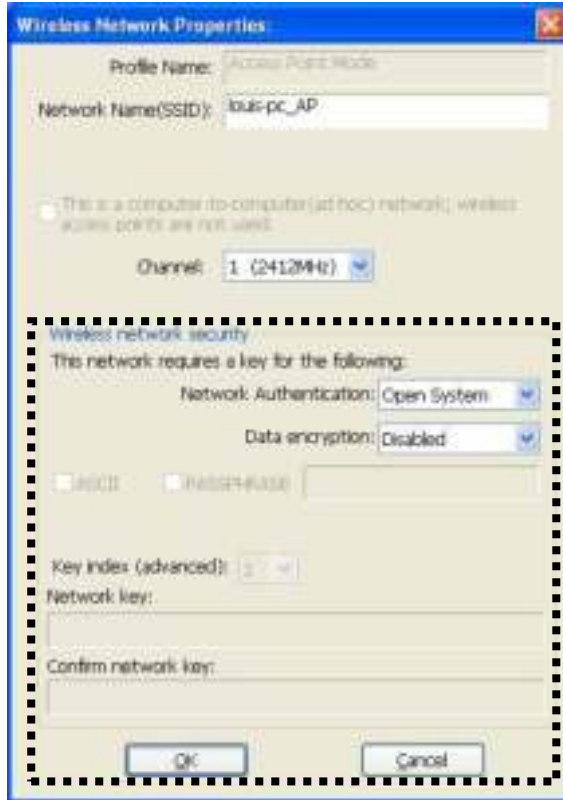 Wireless Network Properties:
Profile Name: Access Point Mode
Network Name(SSID): louis-pc_AP
This is a computer-to-computer(ad hoc) network; wireless
access points are not used.
Channel: 1 (2412MHz)
Wireless network security
This network requires a key for the following:
Network Authentication: Open System
Data encryption: Disabled
ASCII PASSPHRASE
Key index (advanced): 1
Network key:
Confirm network key:
OK Cancel